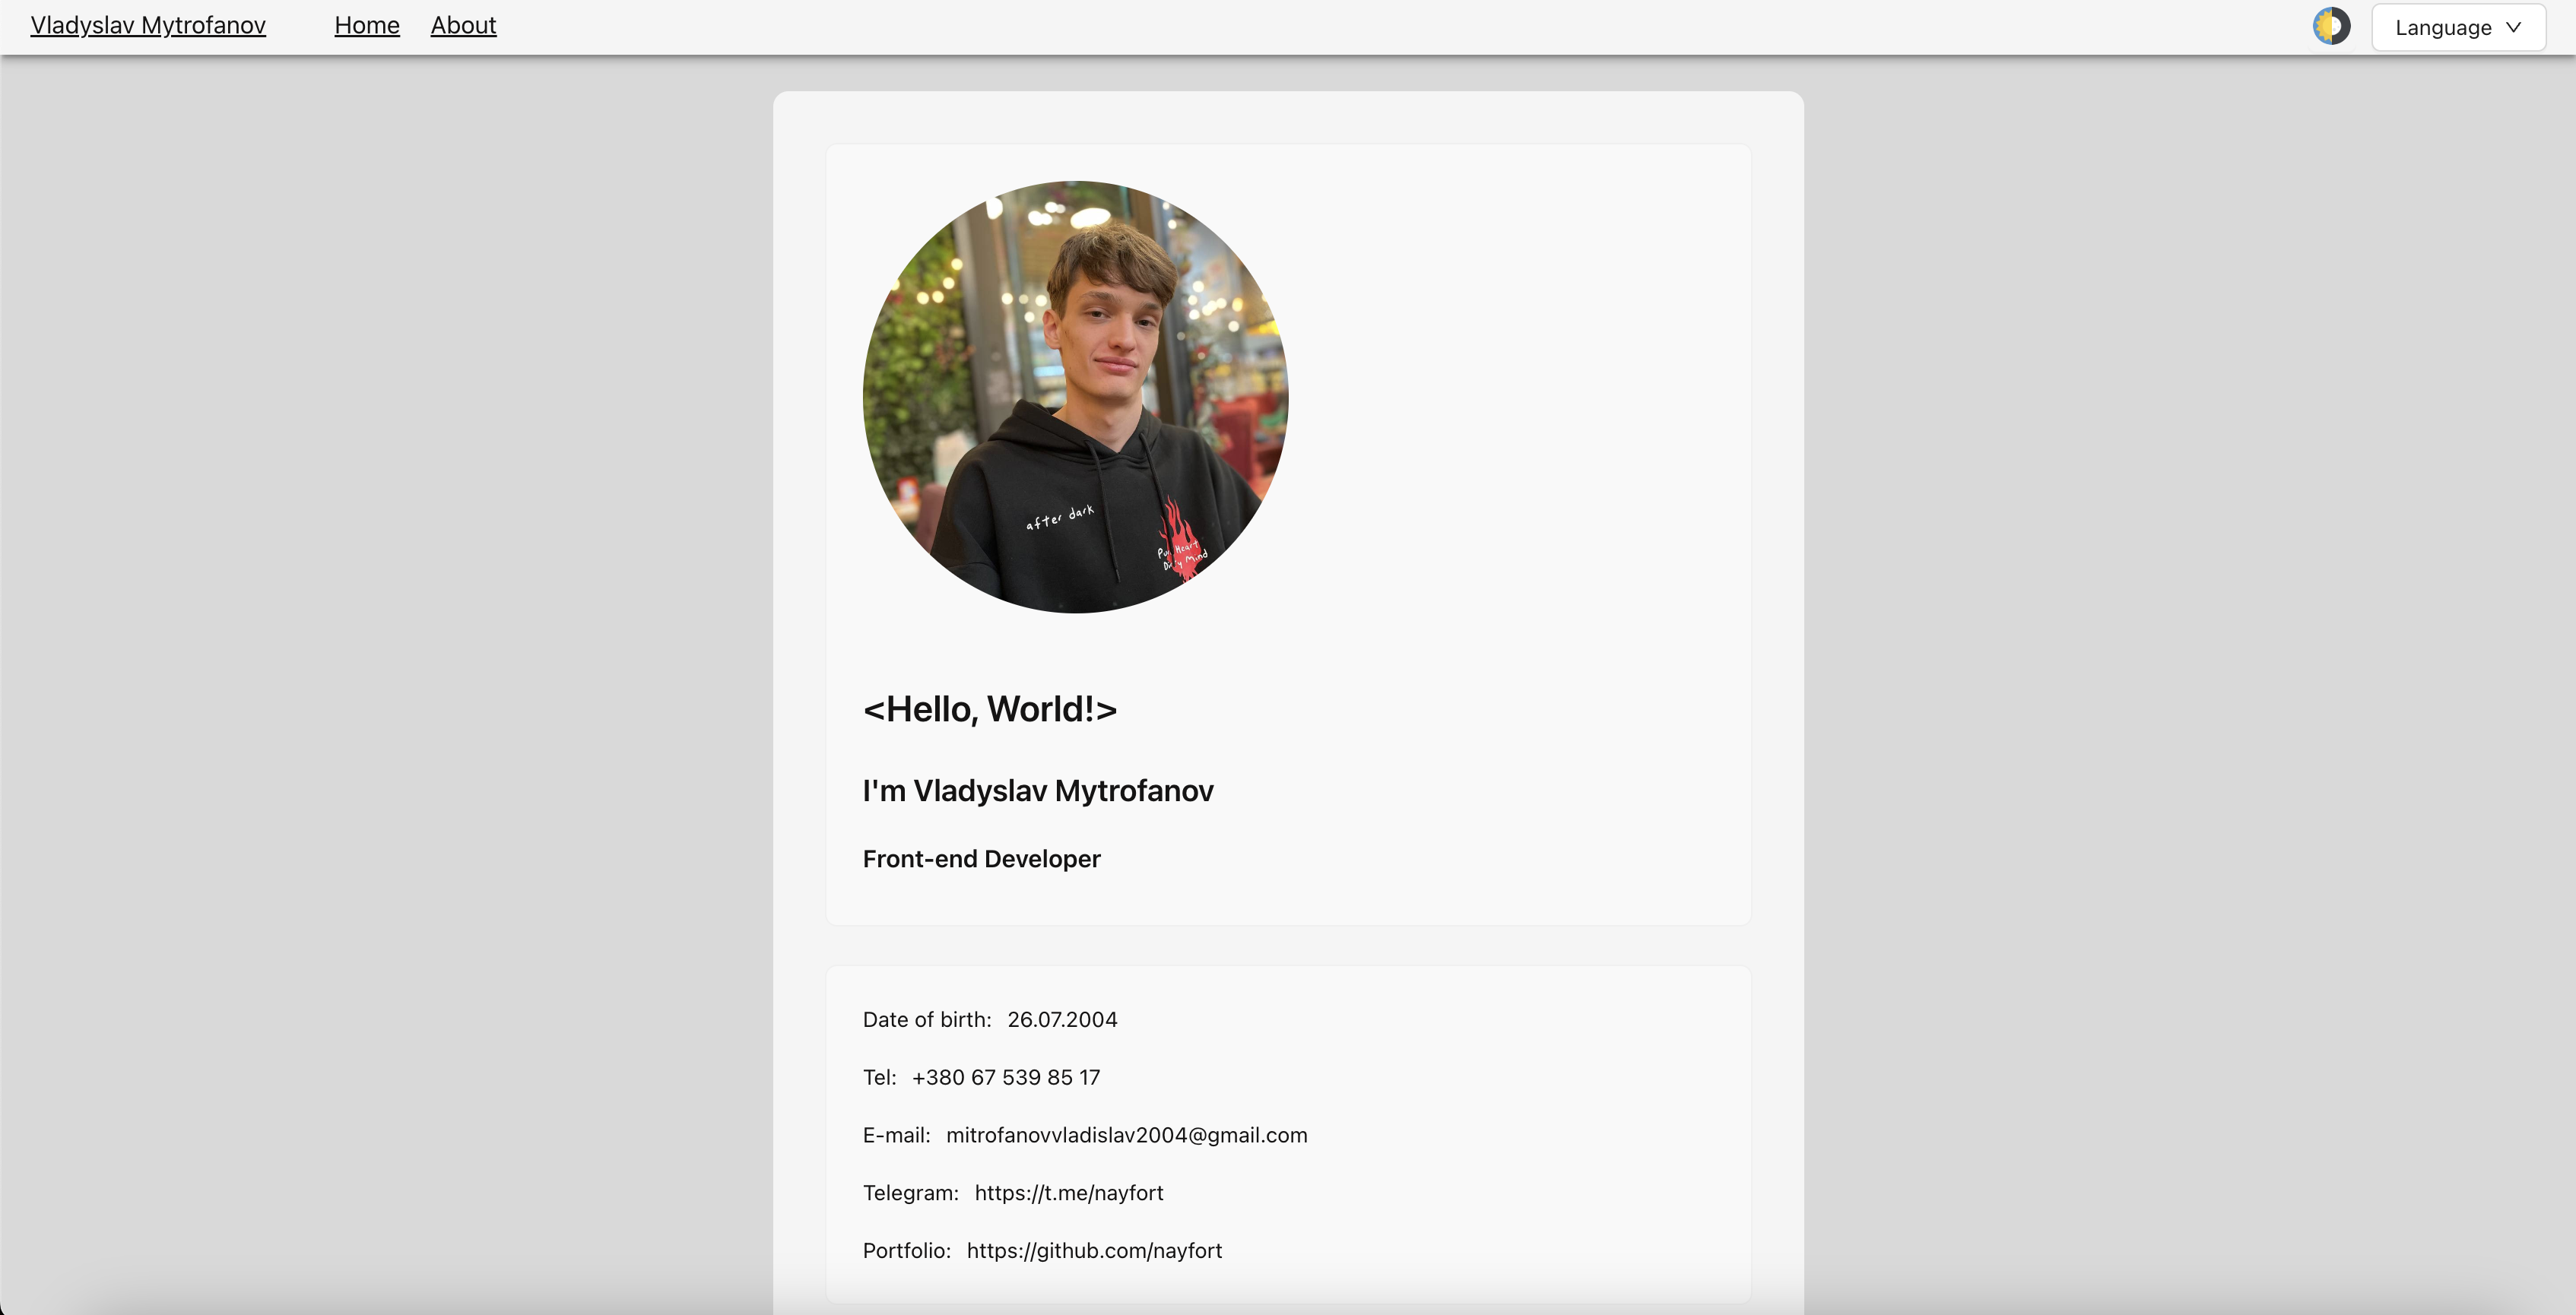 Vladyslav Mytrofanov Home About Language
after dark
Heart
Mind
<Hello, World!>
I'm Vladyslav Mytrofanov
Front-end Developer
Date of birth: 26.07.2004
Tel: +380 67 539 85 17
E-mail: mitrofanovvladislav2004@gmail.com
Telegram: https://t.me/nayfort
Portfolio: https://github.com/nayfort